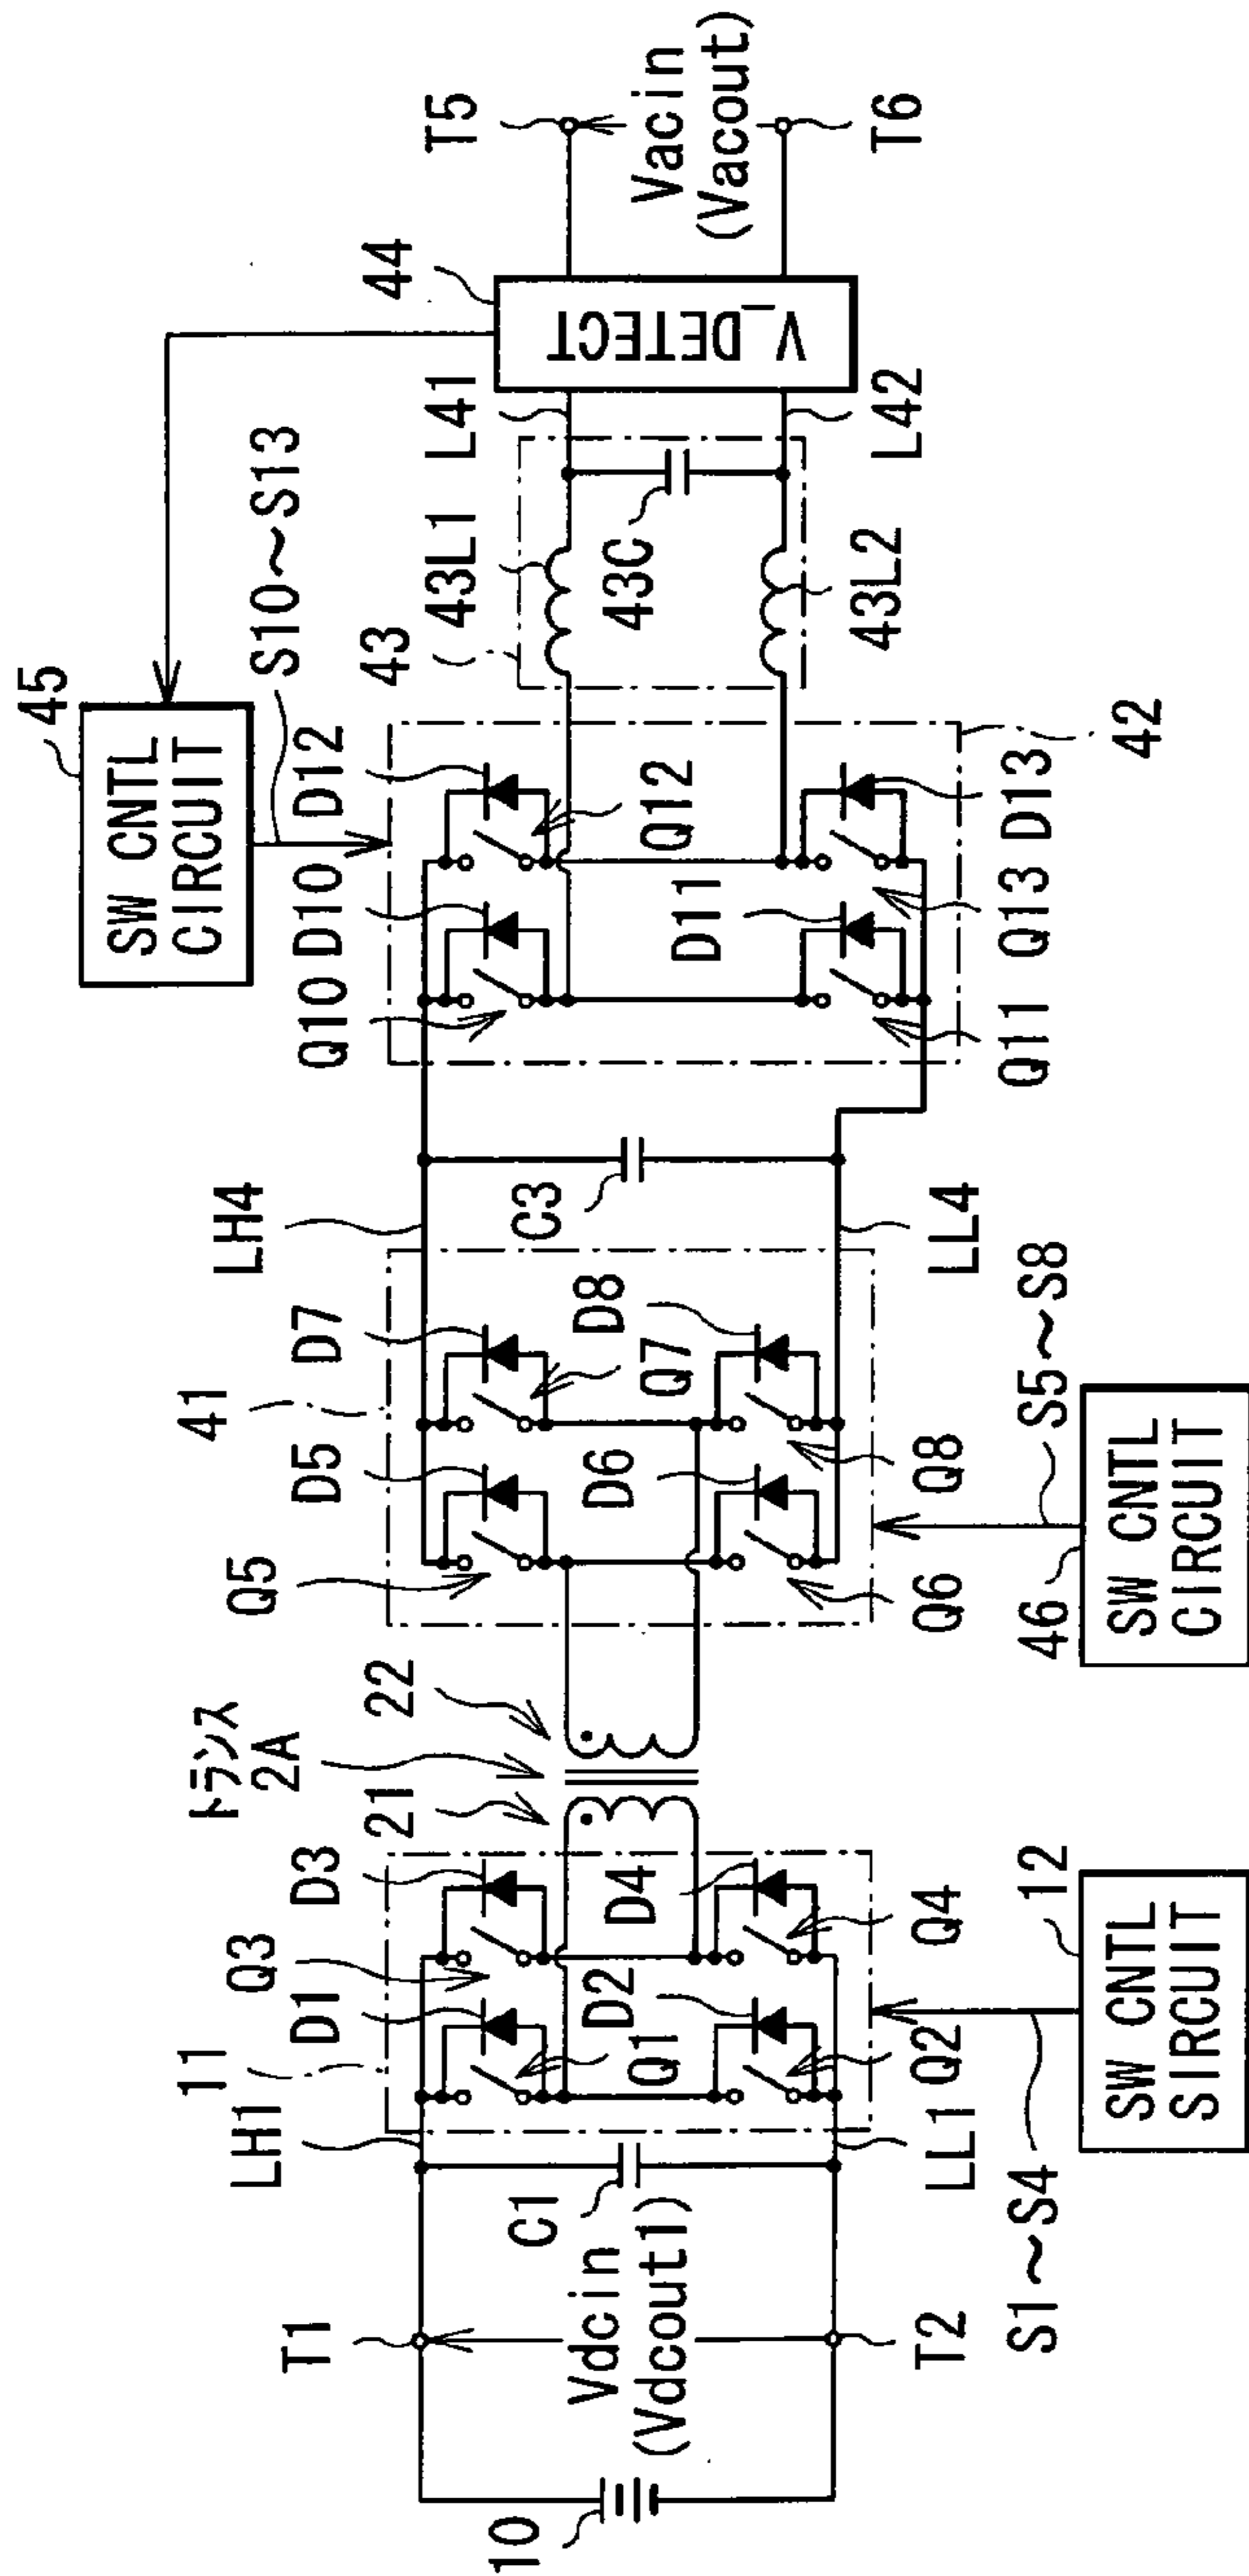 45
SW CNTL
CIRCUIT
S10～S13
44
T5
V_DETECT
Vacin
(Vacout)
T6
L41
L42
43
43L1
43C
43L2
Q10
D10
D12
Q12
D11
Q11
Q13
D13
42
LH4
C3
LL4
41
Q5
D5
D7
D8
Q7
D6
Q6
Q8
S5～S8
46
SW CNTL
CIRCUIT
トランス
2A
21
22
11
LH1
D1
Q3
D3
D4
D2
Q1
Q2
Q4
LL1
C1
T1
Vdcin
(Vdcout1)
T2
10
S1～S4
12
SW CNTL
SIRCUIT